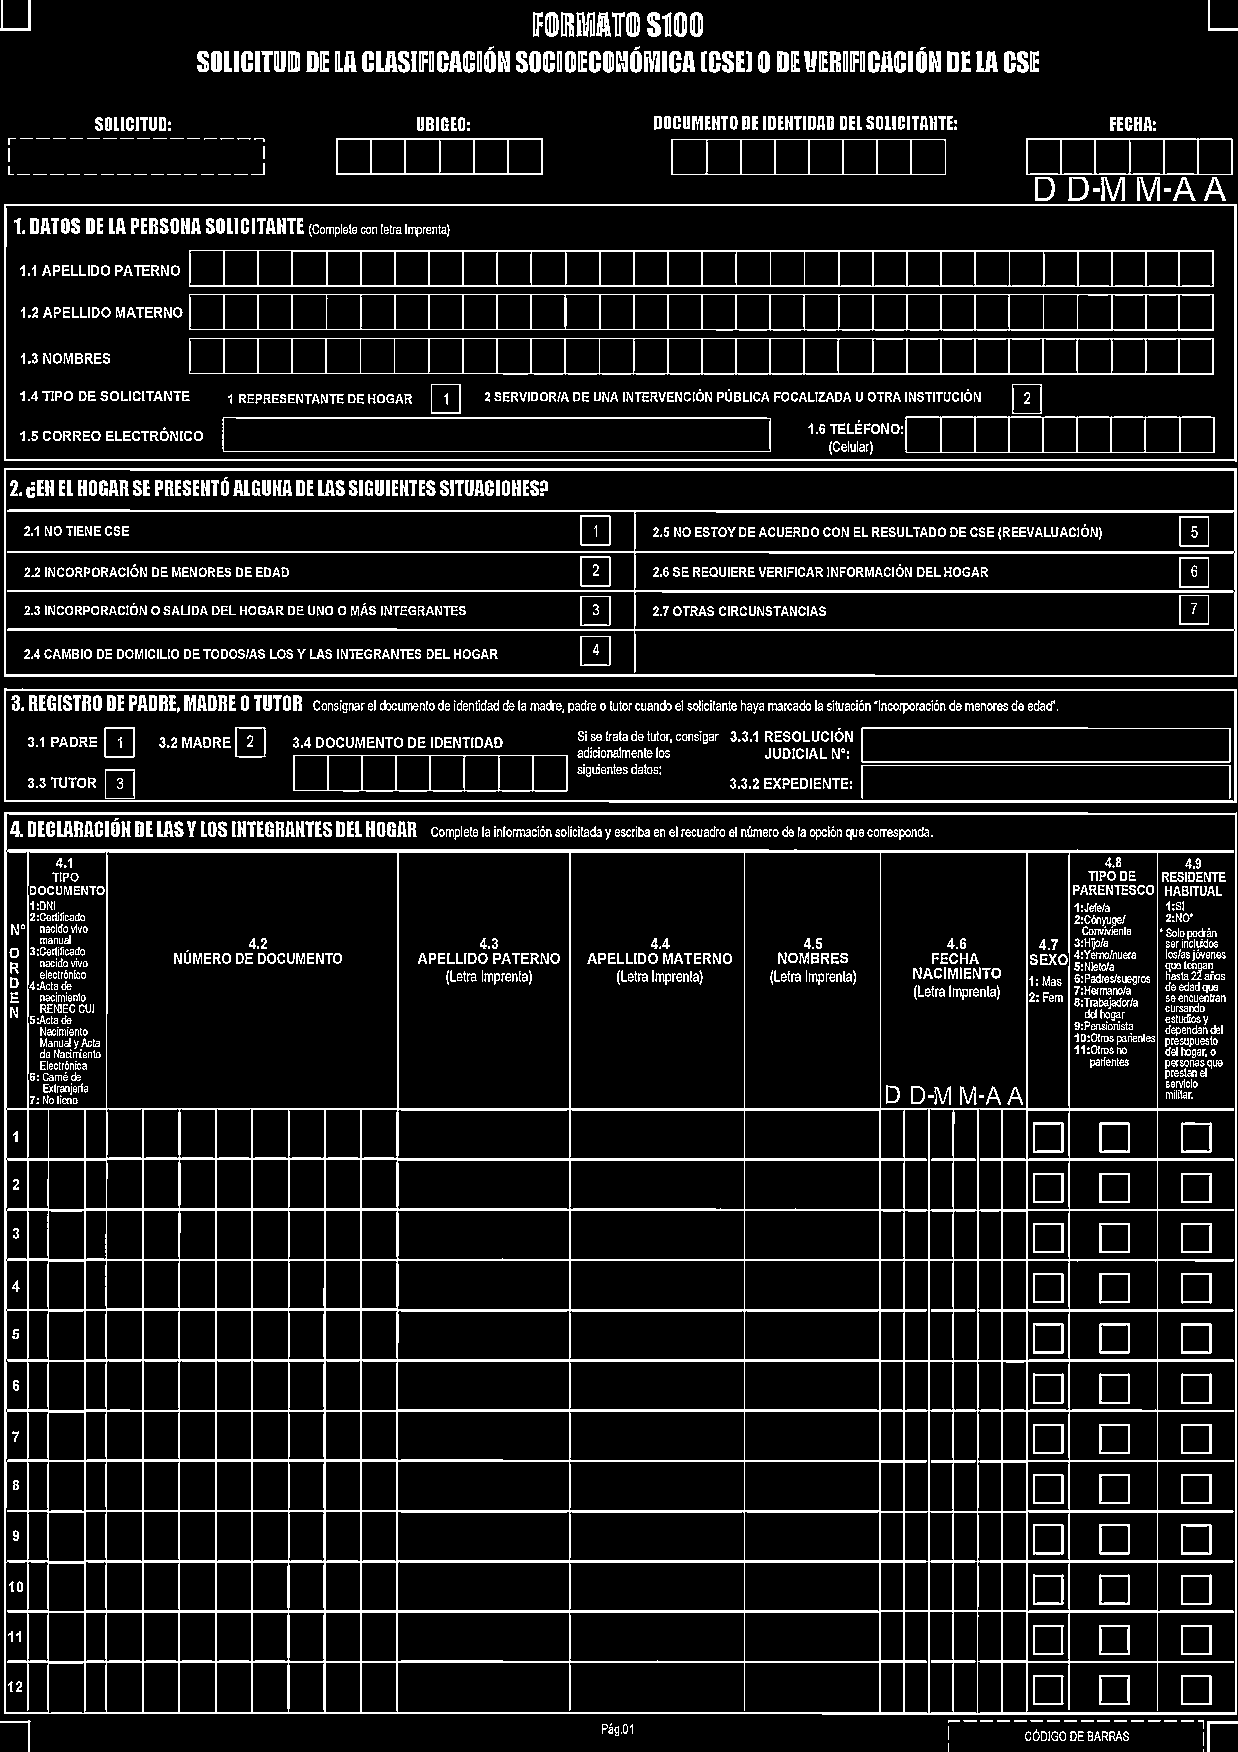 FORMATO S100
SOLICITUD DE LA CLASIFICACIÓN SOCIOECONÓMICA (CSE) O DE VERIFICACIÓN DE LA CSE
SOLICITUD: UBIGEO: DOCUMENTO DE IDENTIDAD DEL SOLICITANTE: FECHA:
D D-M M-A A
1. DATOS DE LA PERSONA SOLICITANTE (Complete con letra Imprenta)
1.1 APELLIDO PATERNO
1.2 APELLIDO MATERNO
1.3 NOMBRES
1.4 TIPO DE SOLICITANTE 1 REPRESENTANTE DE HOGAR 1 2 SERVIDOR/A DE UNA INTERVENCIÓN PÚBLICA FOCALIZADA U OTRA INSTITUCIÓN 2
1.5 CORREO ELECTRÓNICO 1.6 TELÉFONO:
(Celular)
2. ¿EN EL HOGAR SE PRESENTÓ ALGUNA DE LAS SIGUIENTES SITUACIONES?
2.1 NO TIENE CSE 1 2.5 NO ESTOY DE ACUERDO CON EL RESULTADO DE CSE (REEVALUACIÓN) 5
2.2 INCORPORACIÓN DE MENORES DE EDAD 2 2.6 SE REQUIERE VERIFICAR INFORMACIÓN DEL HOGAR 6
2.3 INCORPORACIÓN O SALIDA DEL HOGAR DE UNO O MÁS INTEGRANTES 3 2.7 OTRAS CIRCUNSTANCIAS 7
2.4 CAMBIO DE DOMICILIO DE TODOS/AS LOS Y LAS INTEGRANTES DEL HOGAR 4
3. REGISTRO DE PADRE, MADRE O TUTOR Consignar el documento de identidad de la madre, padre o tutor cuando el solicitante haya marcado la situación "Incorporación de menores de edad".
3.1 PADRE 1 3.2 MADRE 2 3.4 DOCUMENTO DE IDENTIDAD
3.3 TUTOR 3
Si se trata de tutor, consigar
adicionalmente los
siguientes datos:
3.3.1 RESOLUCIÓN
JUDICIAL N°:
3.3.2 EXPEDIENTE:
4. DECLARACIÓN DE LAS Y LOS INTEGRANTES DEL HOGAR Complete la información solicitada y escriba en el recuadro el número de la opción que corresponda.
N° ORDEN
4.1
TIPO
DOCUMENTO
1:DNI
2:Certificado
nacido vivo
manual
3:Certificado
nacido vivo
electrónico
4:Acta de
nacimiento
RENIEC CUI
5:Acta de
Nacimiento
Manual y Acta
de Nacimiento
Electrónica
6: Carné de
Extranjería
7: No tiene
4.2
NÚMERO DE DOCUMENTO
4.3
APELLIDO PATERNO
(Letra Imprenta)
4.4
APELLIDO MATERNO
(Letra Imprenta)
4.5
NOMBRES
(Letra Imprenta)
4.6
FECHA
NACIMIENTO
(Letra Imprenta)
D D-M M-A A
4.7
SEXO
1: Mas
2: Fem
4.8
TIPO DE
PARENTESCO
1:Jefe/a
2:Cónyuge/
Conviviente
3:Hijo/a
4:Yerno/nuera
5:Nieto/a
6:Padres/suegros
7:Hermano/a
8:Trabajador/a
del hogar
9:Pensionista
10:Otros parientes
11:Otros no
parientes
4.9
RESIDENTE
HABITUAL
1:SI
2:NO*
* Solo podrán
ser incluidos
los/as jóvenes
que tengan
hasta 22 años
de edad que
se encuentran
cursando
estudios y
dependan del
presupuesto
del hogar, o
personas que
prestan el
servicio
militar.
1
2
3
4
5
6
7
8
9
10
11
12
Pág.01
CÓDIGO DE BARRAS